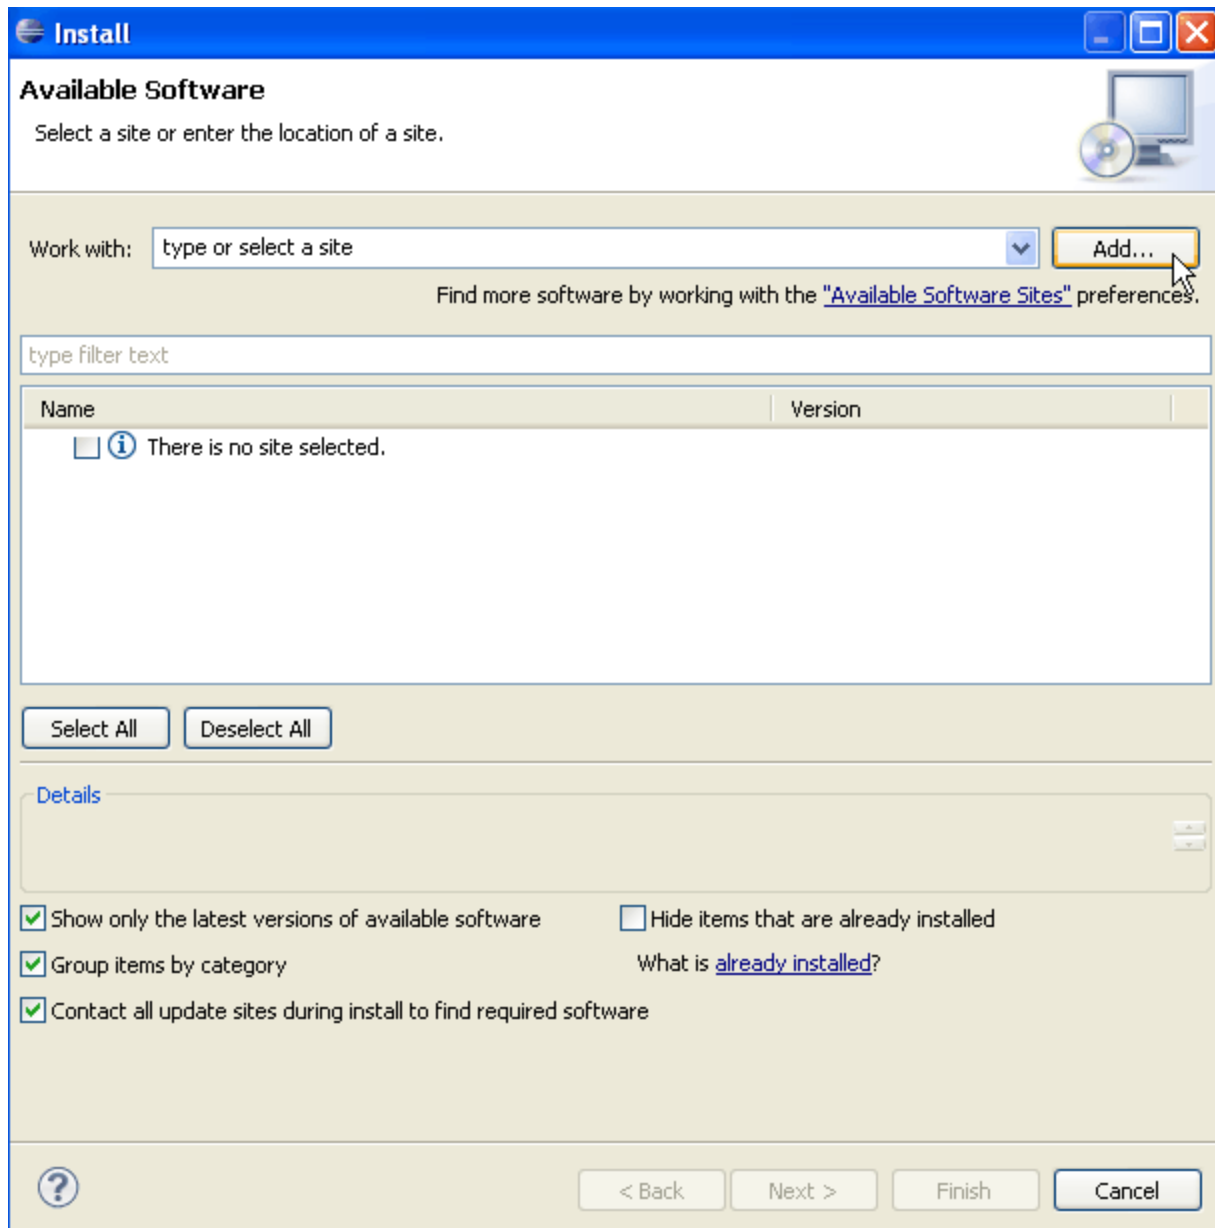 Install
Available Software
Select a site or enter the location of a site.
Work with: type or select a site Add...
Find more software by working with the "Available Software Sites" preferences.
type filter text
Name Version
There is no site selected.
Select All Deselect All
Details
Show only the latest versions of available software Hide items that are already installed
Group items by category What is already installed?
Contact all update sites during install to find required software
? < Back Next > Finish Cancel